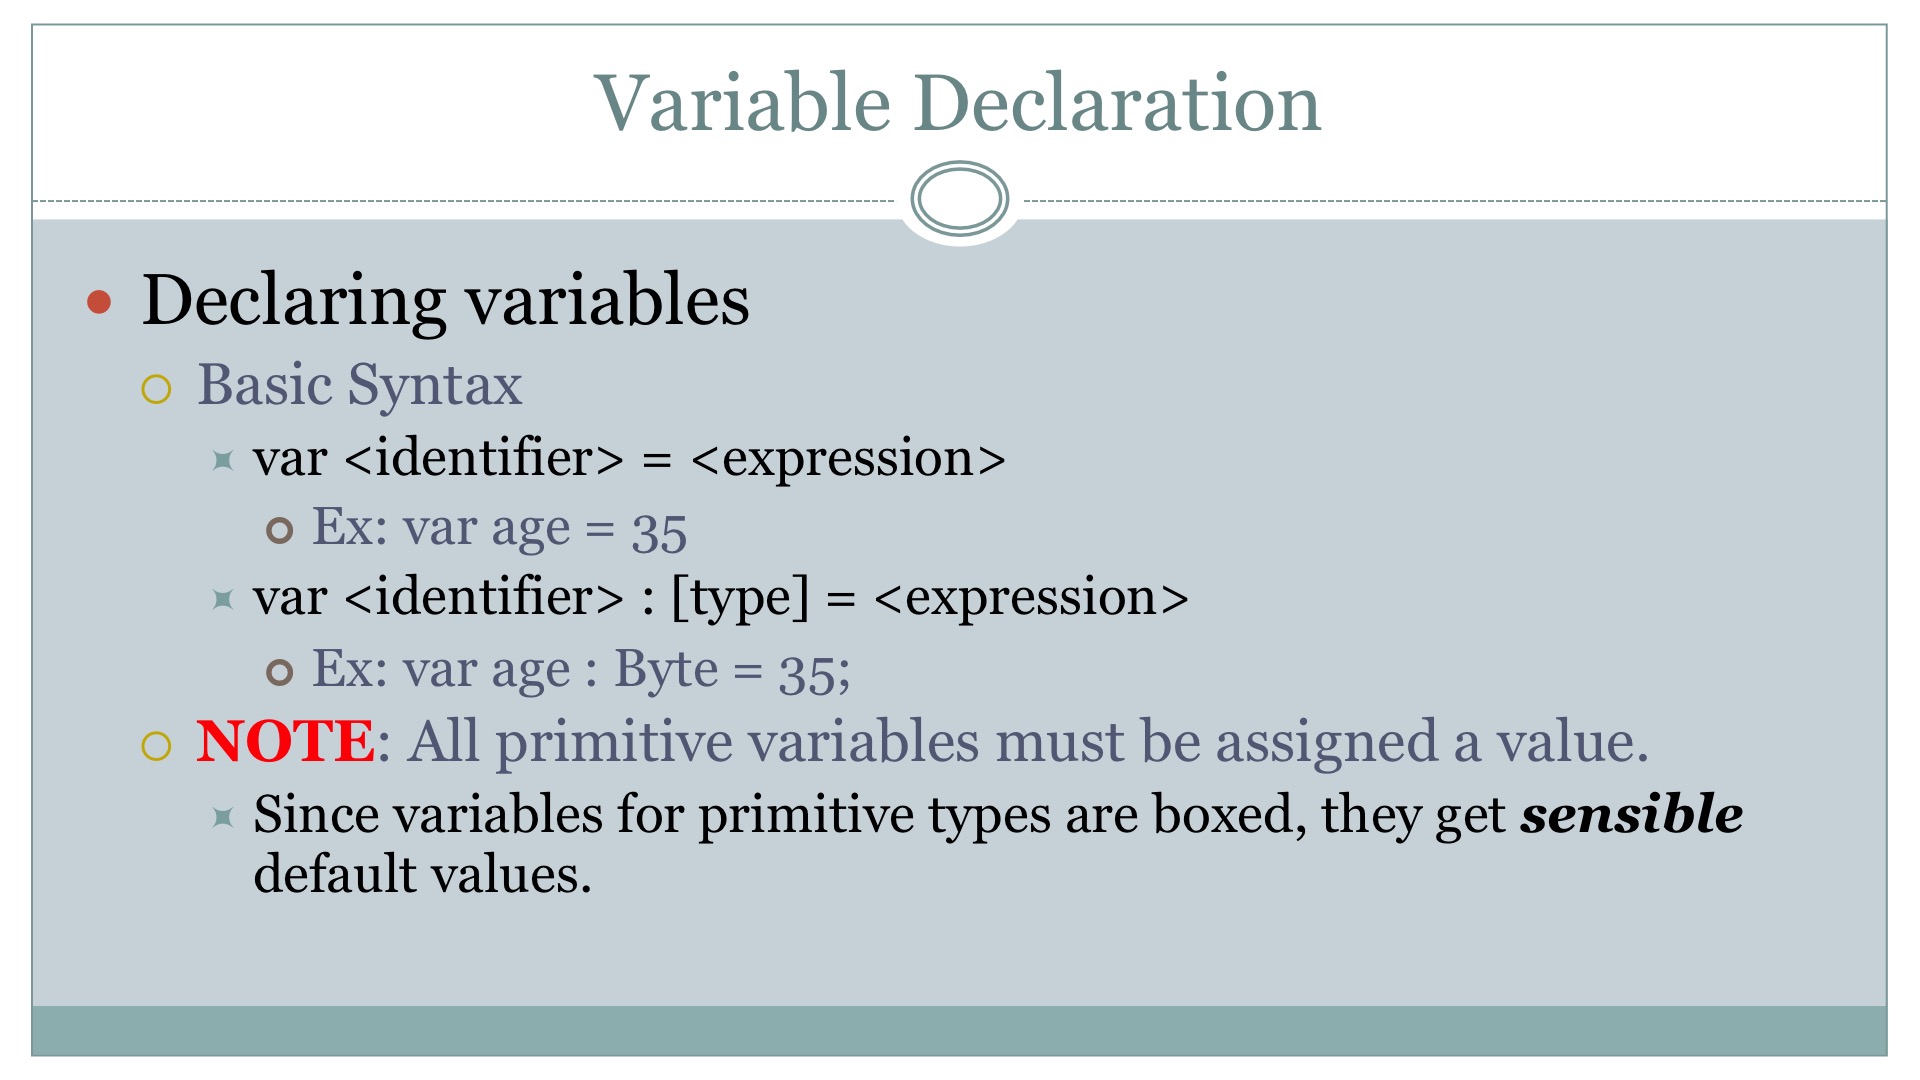 Variable Declaration
Declaring variables
Basic Syntax
var <identifier> = <expression>
Ex: var age = 35
var <identifier> : [type] = <expression>
Ex: var age : Byte = 35;
NOTE: All primitive variables must be assigned a value.
Since variables for primitive types are boxed, they get sensible
default values.